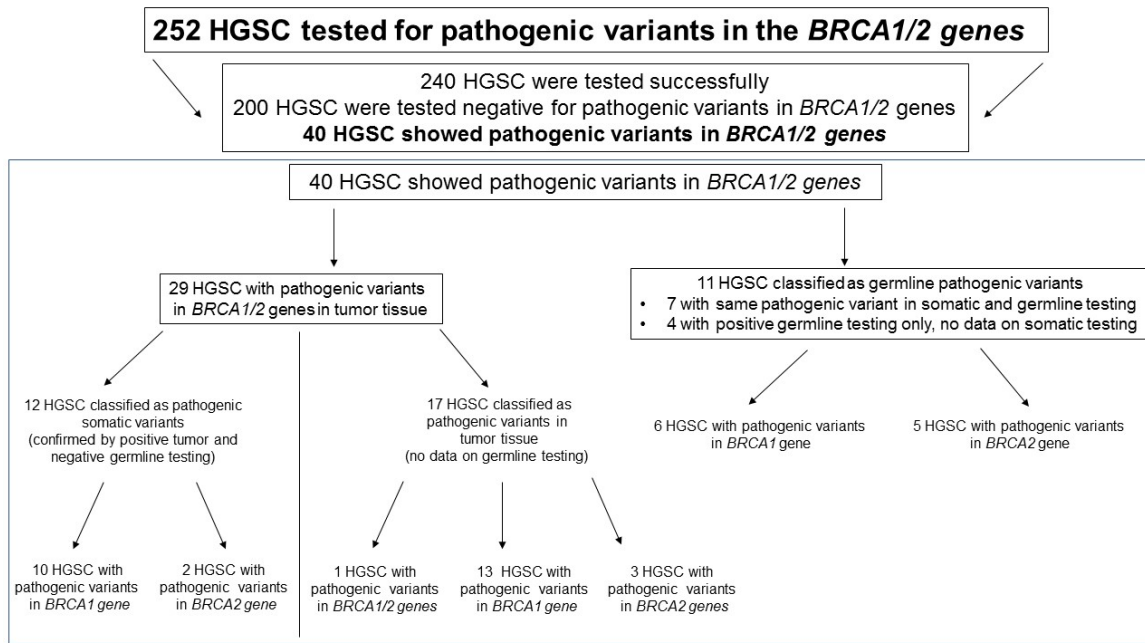 252 HGSC tested for pathogenic variants in the BRCA1/2 genes
240 HGSC were tested successfully
200 HGSC were tested negative for pathogenic variants in BRCA1/2 genes
40 HGSC showed pathogenic variants in BRCA1/2 genes
40 HGSC showed pathogenic variants in BRCA1/2 genes
29 HGSC with pathogenic variants
in BRCA1/2 genes in tumor tissue
11 HGSC classified as germline pathogenic variants
• 7 with same pathogenic variant in somatic and germline testing
• 4 with positive germline testing only, no data on somatic testing
12 HGSC classified as pathogenic
somatic variants
(confirmed by positive tumor and
negative germline testing)
17 HGSC classified as
pathogenic variants in
tumor tissue
(no data on germline testing)
6 HGSC with pathogenic variants
in BRCA1 gene
5 HGSC with pathogenic variants
in BRCA2 gene
10 HGSC with
pathogenic variants
in BRCA1 gene
2 HGSC with
pathogenic variants
in BRCA2 gene
1 HGSC with
pathogenic variants
in BRCA1/2 genes
13 HGSC with
pathogenic variants
in BRCA1 gene
3 HGSC with
pathogenic variants
in BRCA2 genes